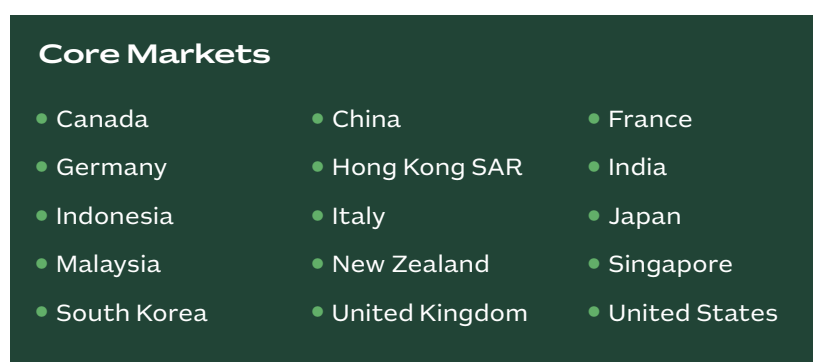 Core Markets
Canada
China
France
Germany
Hong Kong SAR
India
Indonesia
Italy
Japan
Malaysia
New Zealand
Singapore
South Korea
United Kingdom
United States